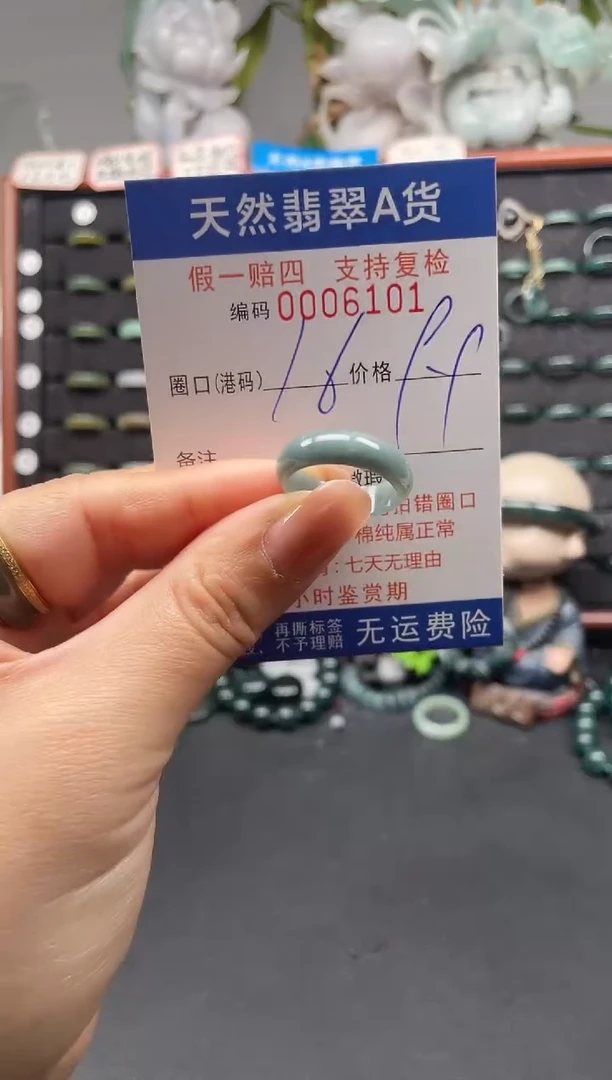 天然翡翠A货
假一赔四 支持复检
编码 0006101
圈口(港码) 16 价格
备注
拍错圈口
棉纯属正常
:七天无理由
小时鉴赏期
再撕标签
不予理赔 无运费险